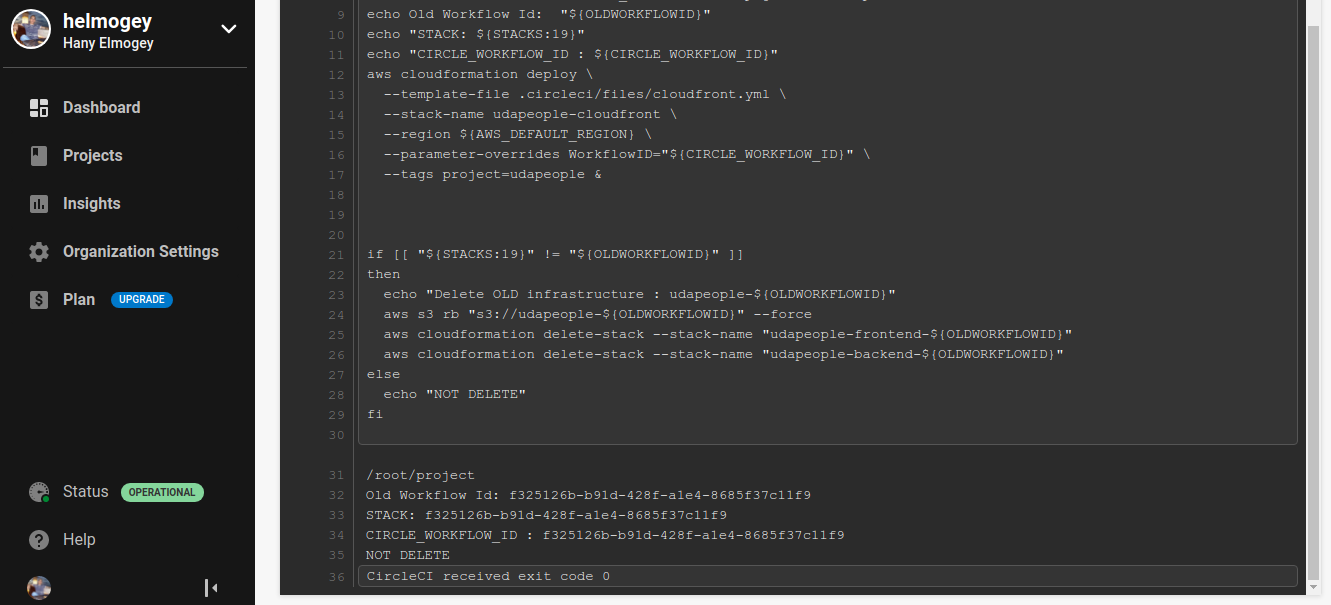 helmogey
Hany Elmogey
Dashboard
Projects
Insights
Organization Settings
Plan UPGRADE
Status OPERATIONAL
Help
9 echo Old Workflow Id:  "${OLDWORKFLOWID}"
10 echo "STACK: ${STACKS:19}"
11 echo "CIRCLE_WORKFLOW_ID : ${CIRCLE_WORKFLOW_ID}"
12 aws cloudformation deploy \
13   --template-file .circleci/files/cloudfront.yml \
14   --stack-name udapeople-cloudfront \
15   --region ${AWS_DEFAULT_REGION} \
16   --parameter-overrides WorkflowID="${CIRCLE_WORKFLOW_ID}" \
17   --tags project=udapeople &
18
19
20
21 if [[ "${STACKS:19}" != "${OLDWORKFLOWID}" ]]
22 then
23   echo "Delete OLD infrastructure : udapeople-${OLDWORKFLOWID}"
24   aws s3 rb "s3://udapeople-${OLDWORKFLOWID}" --force
25   aws cloudformation delete-stack --stack-name "udapeople-frontend-${OLDWORKFLOWID}"
26   aws cloudformation delete-stack --stack-name "udapeople-backend-${OLDWORKFLOWID}"
27 else
28   echo "NOT DELETE"
29 fi
30
31 /root/project
32 Old Workflow Id: f325126b-b91d-428f-a1e4-8685f37c11f9
33 STACK: f325126b-b91d-428f-a1e4-8685f37c11f9
34 CIRCLE_WORKFLOW_ID : f325126b-b91d-428f-a1e4-8685f37c11f9
35 NOT DELETE
36 CircleCI received exit code 0